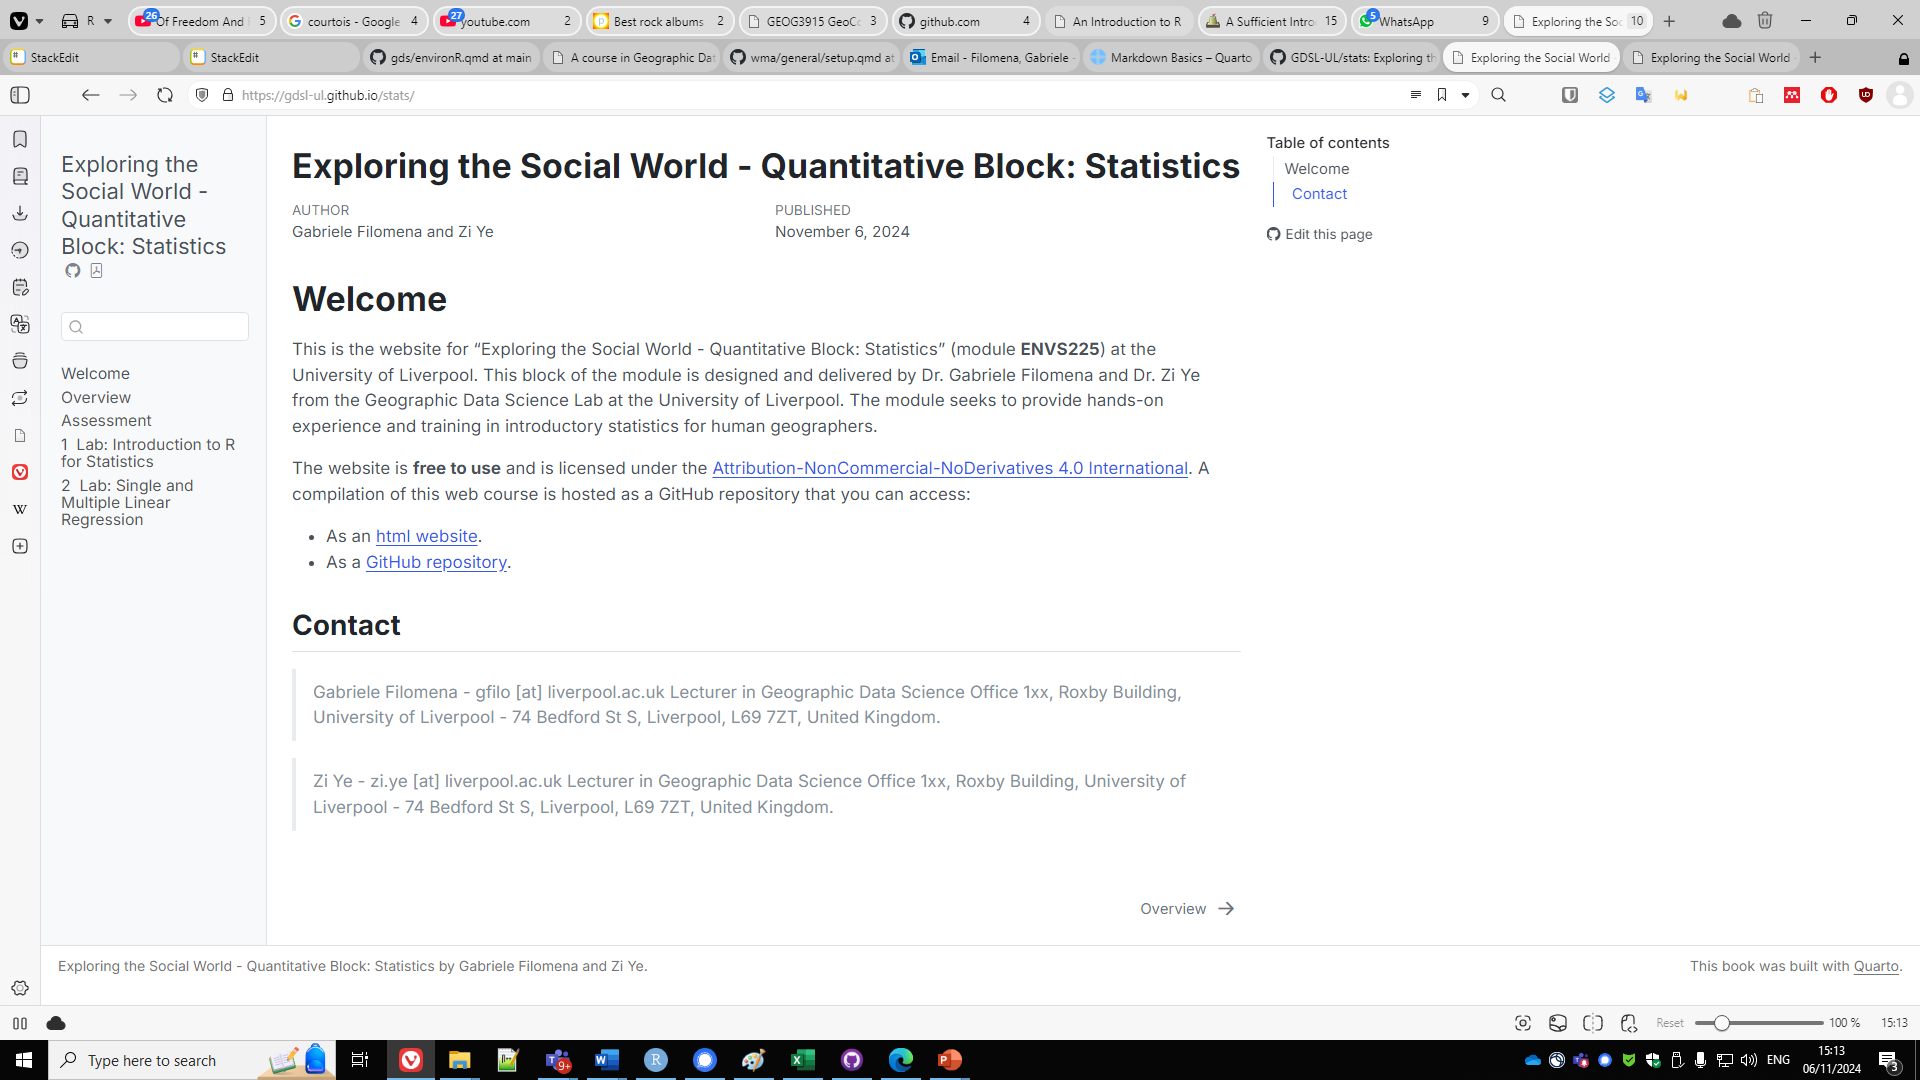 R
26
Of Freedom And
5
courtois - Google
4
27
youtube.com
2
Best rock albums
2
GEOG3915 GeoCo
3
github.com
4
An Introduction to R
A Sufficient Intro
15
5
WhatsApp
9
Exploring the Soc
10
StackEdit
StackEdit
gds/environR.qmd at main
A course in Geographic Dat
wma/general/setup.qmd at
Email - Filomena, Gabriele -
Markdown Basics – Quarto
GDSL-UL/stats: Exploring th
Exploring the Social World
Exploring the Social World
https://gdsl-ul.github.io/stats/
Exploring the
Social World -
Quantitative
Block: Statistics
Welcome
Overview
Assessment
1 Lab: Introduction to R
for Statistics
2 Lab: Single and
Multiple Linear
Regression
Exploring the Social World - Quantitative Block: Statistics
AUTHOR
Gabriele Filomena and Zi Ye
PUBLISHED
November 6, 2024
Welcome
This is the website for “Exploring the Social World - Quantitative Block: Statistics” (module ENVS225) at the
University of Liverpool. This block of the module is designed and delivered by Dr. Gabriele Filomena and Dr. Zi Ye
from the Geographic Data Science Lab at the University of Liverpool. The module seeks to provide hands-on
experience and training in introductory statistics for human geographers.
The website is free to use and is licensed under the Attribution-NonCommercial-NoDerivatives 4.0 International. A
compilation of this web course is hosted as a GitHub repository that you can access:
• As an html website.
• As a GitHub repository.
Contact
Gabriele Filomena - gfilo [at] liverpool.ac.uk Lecturer in Geographic Data Science Office 1xx, Roxby Building,
University of Liverpool - 74 Bedford St S, Liverpool, L69 7ZT, United Kingdom.
Zi Ye - zi.ye [at] liverpool.ac.uk Lecturer in Geographic Data Science Office 1xx, Roxby Building, University of
Liverpool - 74 Bedford St S, Liverpool, L69 7ZT, United Kingdom.
Overview
Table of contents
Welcome
Contact
Edit this page
Exploring the Social World - Quantitative Block: Statistics by Gabriele Filomena and Zi Ye.
This book was built with Quarto.
Reset
100 %
15:13
Type here to search
9+
ENG
15:13
06/11/2024
3